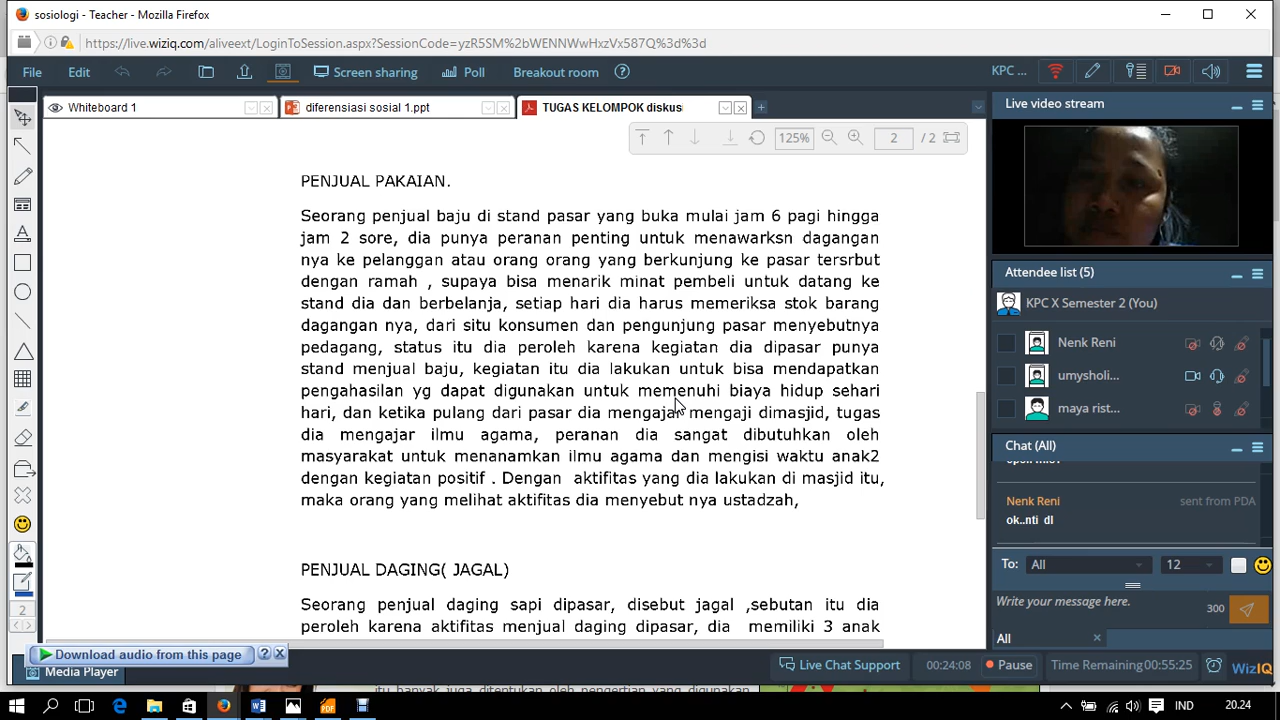 sosiologi - Teacher - Mozilla Firefox
https://live.wiziq.com/aliveext/LoginToSession.aspx?SessionCode=yzR5SM%2bWENNWwHxzVx587Q%3d%3d
File Edit Screen sharing Poll Breakout room ? KPC ...
Whiteboard 1 diferensiasi sosial 1.ppt TUGAS KELOMPOK diskus
125% 2 / 2
PENJUAL PAKAIAN.
Seorang penjual baju di stand pasar yang buka mulai jam 6 pagi hingga
jam 2 sore, dia punya peranan penting untuk menawarksn dagangan
nya ke pelanggan atau orang orang yang berkunjung ke pasar tersrbut
dengan ramah , supaya bisa menarik minat pembeli untuk datang ke
stand dia dan berbelanja, setiap hari dia harus memeriksa stok barang
dagangan nya, dari situ konsumen dan pengunjung pasar menyebutnya
pedagang, status itu dia peroleh karena kegiatan dia dipasar punya
stand menjual baju, kegiatan itu dia lakukan untuk bisa mendapatkan
pengahasilan yg dapat digunakan untuk memenuhi biaya hidup sehari
hari, dan ketika pulang dari pasar dia mengajar mengaji dimasjid, tugas
dia mengajar ilmu agama, peranan dia sangat dibutuhkan oleh
masyarakat untuk menanamkan ilmu agama dan mengisi waktu anak2
dengan kegiatan positif . Dengan aktifitas yang dia lakukan di masjid itu,
maka orang yang melihat aktifitas dia menyebut nya ustadzah,
PENJUAL DAGING( JAGAL)
Seorang penjual daging sapi dipasar, disebut jagal ,sebutan itu dia
peroleh karena aktifitas menjual daging dipasar, dia memiliki 3 anak
2
Download audio from this page ? X
Media Player
Live video stream
Attendee list (5)
KPC X Semester 2 (You)
Nenk Reni
umysholi...
maya rist...
Chat (All)
Nenk Reni sent from PDA
ok..nti dl
To: All 12
Write your message here. 300
All
Live Chat Support 00:24:08 Pause Time Remaining 00:55:25 WizIQ
itu banyak juga ditentukan oleh pengertian yang digunakan
IND 20.24